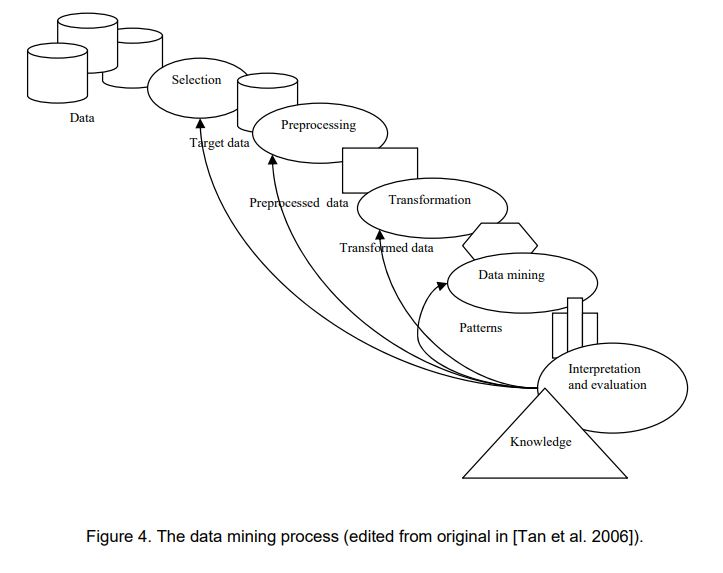 Selection
Data
Preprocessing
Target data
Transformation
Preprocessed data
Transformed data
Data mining
Patterns
Interpretation
and evaluation
Knowledge
Figure 4. The data mining process (edited from original in [Tan et al. 2006]).